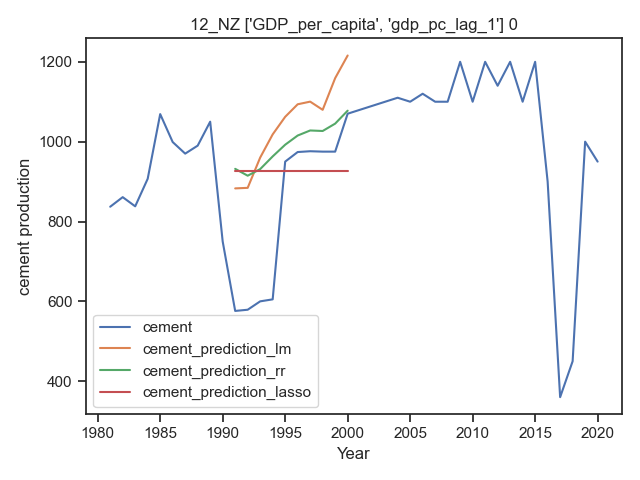 12_NZ ['GDP_per_capita', 'gdp_pc_lag_1'] 0
1200
1000
800
600
400
cement production
cement
cement_prediction_lm
cement_prediction_rr
cement_prediction_lasso
1980 1985 1990 1995 2000 2005 2010 2015 2020
Year